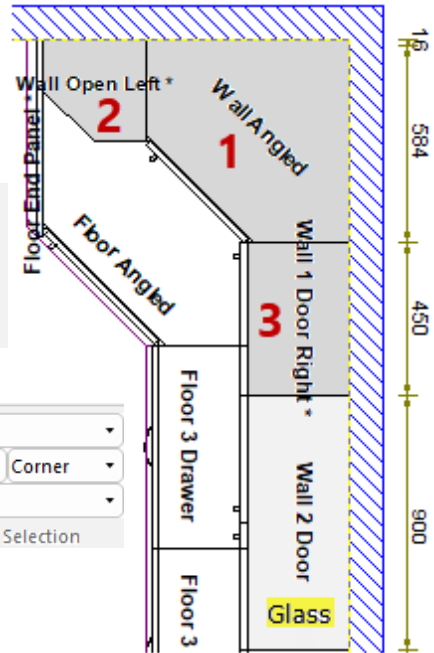 16
Wall Open Left *
2
Wall Angled
1
584
Floor End Panel *
Floor Angled
Wall 1 Door Right *
3
450
Floor 3 Drawer
Corner
Selection
Wall 2 Door
900
Floor 3
Glass